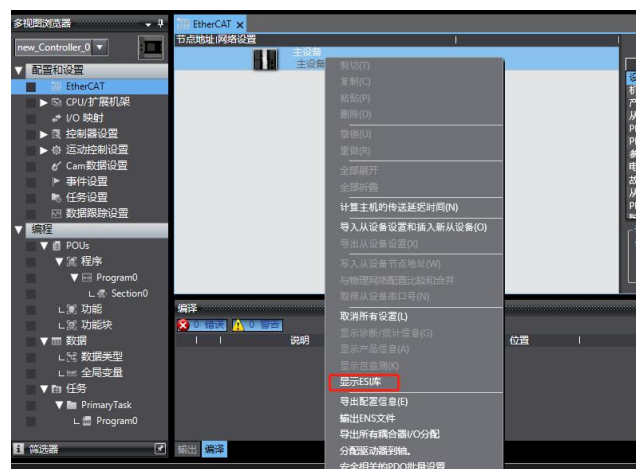 多视图浏览器
new_Controller_0
配置和设置
EtherCAT
CPU/扩展机架
I/O 映射
控制器设置
运动控制设置
Cam数据设置
事件设置
任务设置
数据跟踪设置
编程
POUs
程序
Program0
Section0
功能
功能块
数据
数据类型
全局变量
任务
PrimaryTask
Program0
筛选器
EtherCAT
节点地址|网络设置
主设备
主设备
剪切(T)
复制(C)
粘贴(P)
删除(D)
撤销(U)
重做(R)
全部展开
全部折叠
计算主机的传送延迟时间(N)
导入从设备设置和插入新从设备(O)
导出从设备设置(X)
写入从设备节点地址(W)
与物理网络配置比较和合并
取得从设备串口号(N)
取消所有设置(L)
显示诊断/统计信息(G)
显示产品信息(A)
显示包监测(K)
显示ESI库
导出配置信息(E)
输出ENS文件
导出所有耦合器I/O分配
分配驱动器到轴。
安全相关的PDO批量设置
编译
0 错误 0 警告
说明
位置
输出 编译